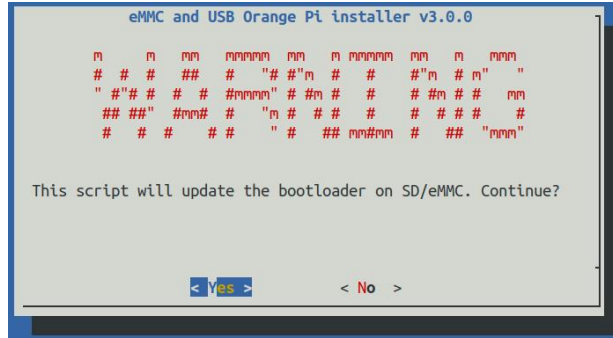 eMMC and USB Orange Pi installer v3.0.0
WARNING
This script will update the bootloader on SD/eMMC. Continue?
< Yes > < No >